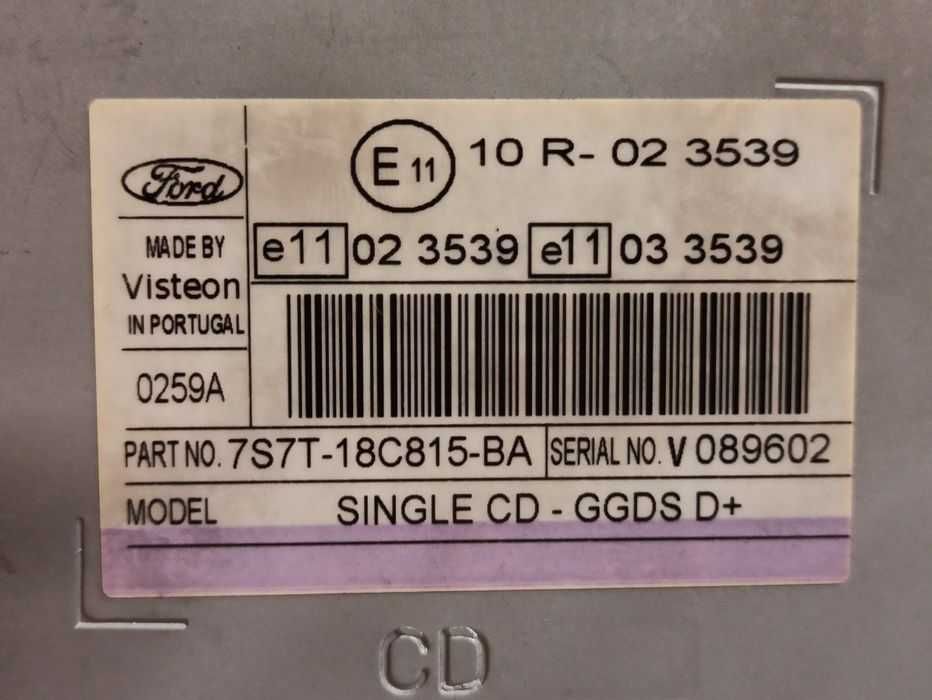 E 11 10 R- 02 3539
Ford
e11 02 3539 e11 03 3539
MADE BY
Visteon
IN PORTUGAL
0259A
PART NO. 7S7T-18C815-BA SERIAL NO. V 089602
MODEL SINGLE CD - GGDS D+
CD